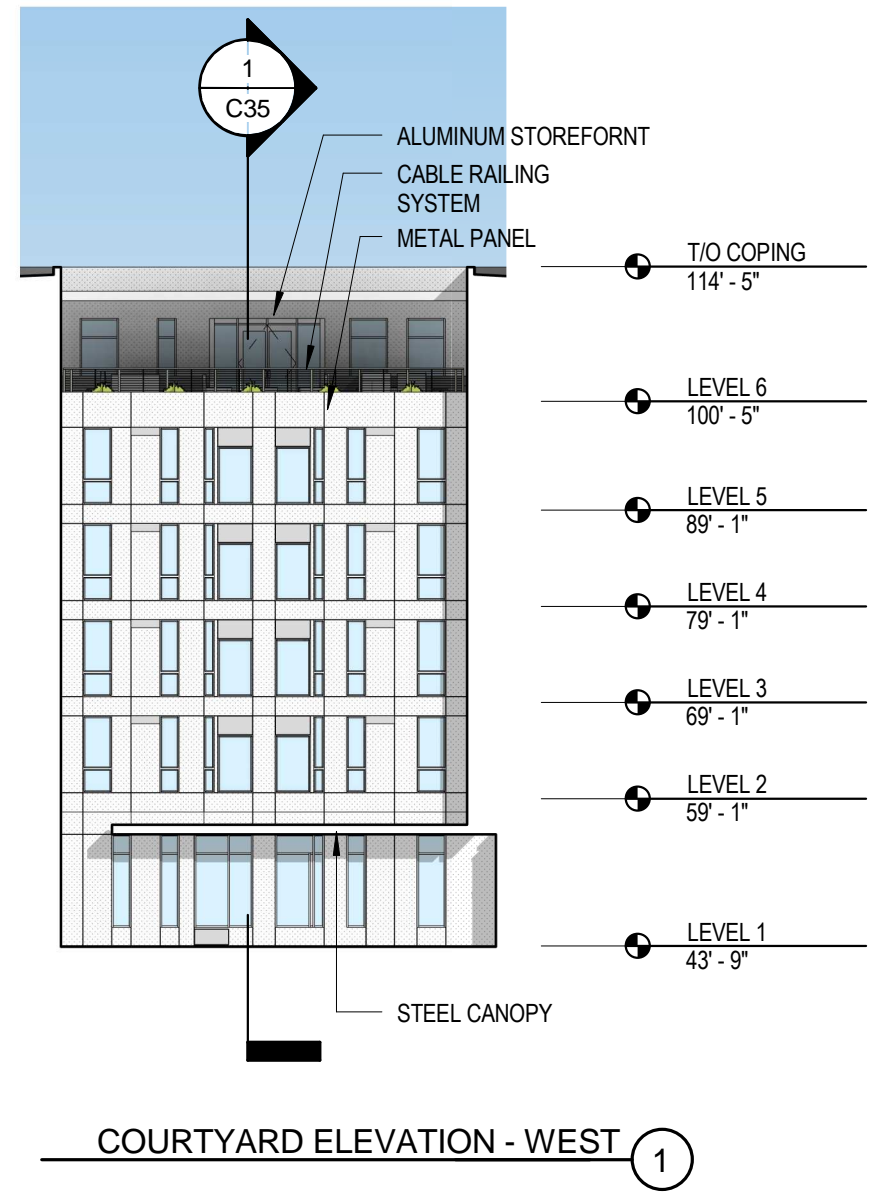 1
C35
ALUMINUM STOREFORNT
CABLE RAILING
SYSTEM
METAL PANEL
T/O COPING
114' - 5"
LEVEL 6
100' - 5"
LEVEL 5
89' - 1"
LEVEL 4
79' - 1"
LEVEL 3
69' - 1"
LEVEL 2
59' - 1"
LEVEL 1
43' - 9"
STEEL CANOPY
COURTYARD ELEVATION - WEST
1